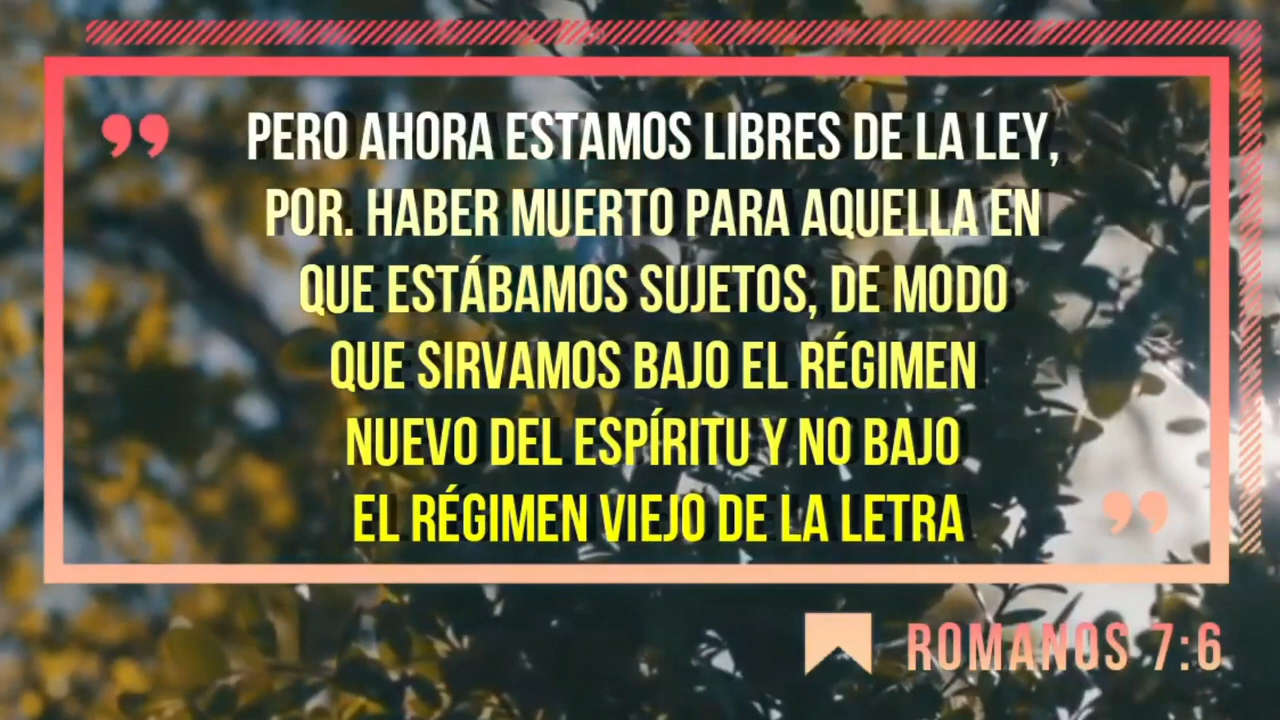 PERO AHORA ESTAMOS LIBRES DE LA LEY,
POR. HABER MUERTO PARA AQUELLA EN
QUE ESTÁBAMOS SUJETOS, DE MODO
QUE SIRVAMOS BAJO EL RÉGIMEN
NUEVO DEL ESPÍRITU Y NO BAJO
EL RÉGIMEN VIEJO DE LA LETRA
ROMANOS 7:6